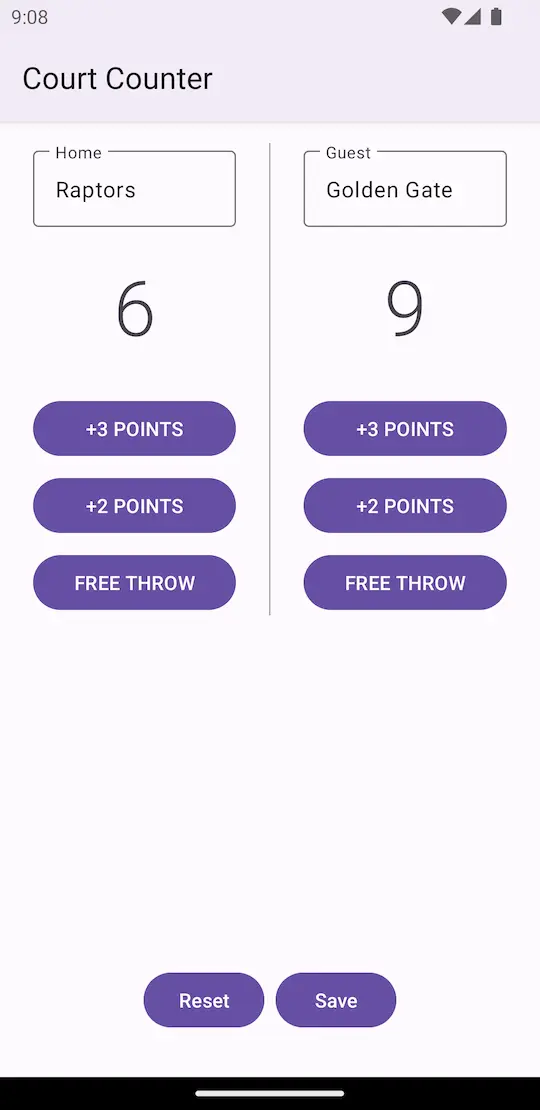 9:08
Court Counter
Home
Raptors
6
+3 POINTS
+2 POINTS
FREE THROW
Guest
Golden Gate
9
+3 POINTS
+2 POINTS
FREE THROW
Reset
Save